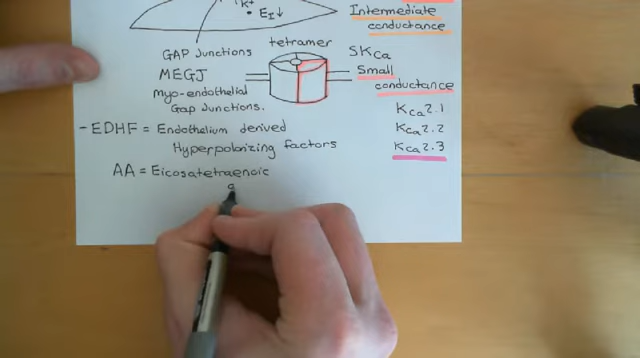 K+
EI↓
Intermediate
conductance
GAP Junctions
tetramer
SKCa
MEGJ
Small
myo-endothelial
conductance
Gap Junctions.
KCa2.1
-EDHF = Endothelium derived
KCa2.2
Hyperpolarizing factors
KCa2.3
AA = Eicosatetraenoic
a